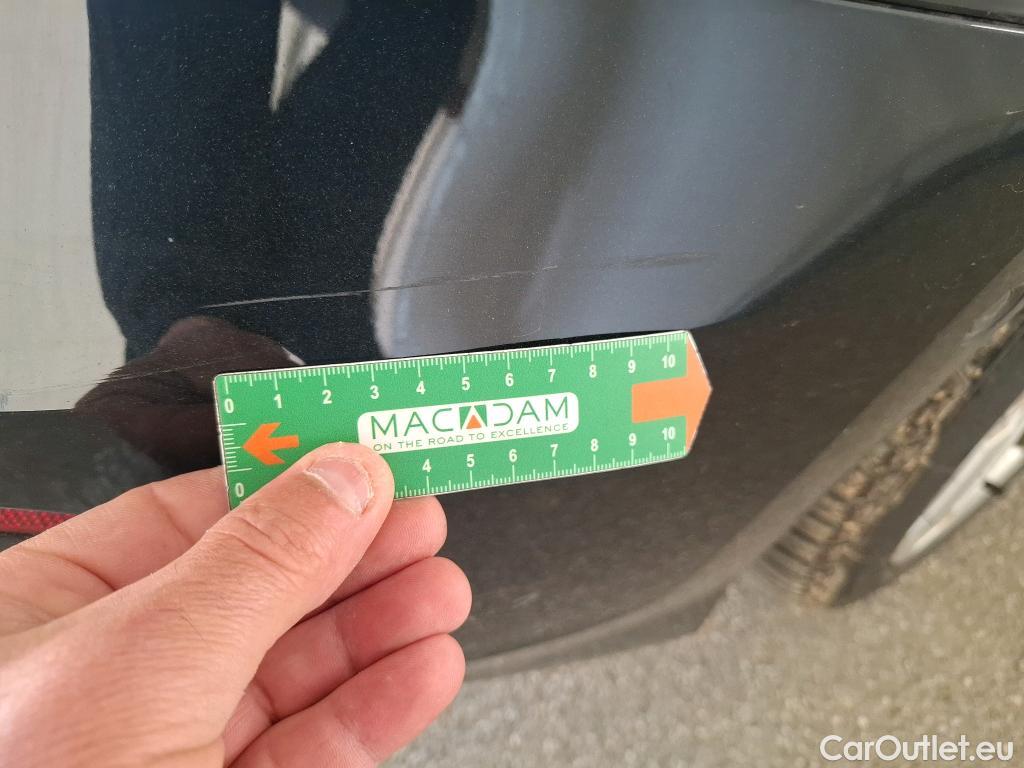 0 1 2 3 4 5 6 7 8 9 10
MACADAM
ON THE ROAD TO EXCELLENCE
0 4 5 6 7 8 9 10
CarOutlet.eu